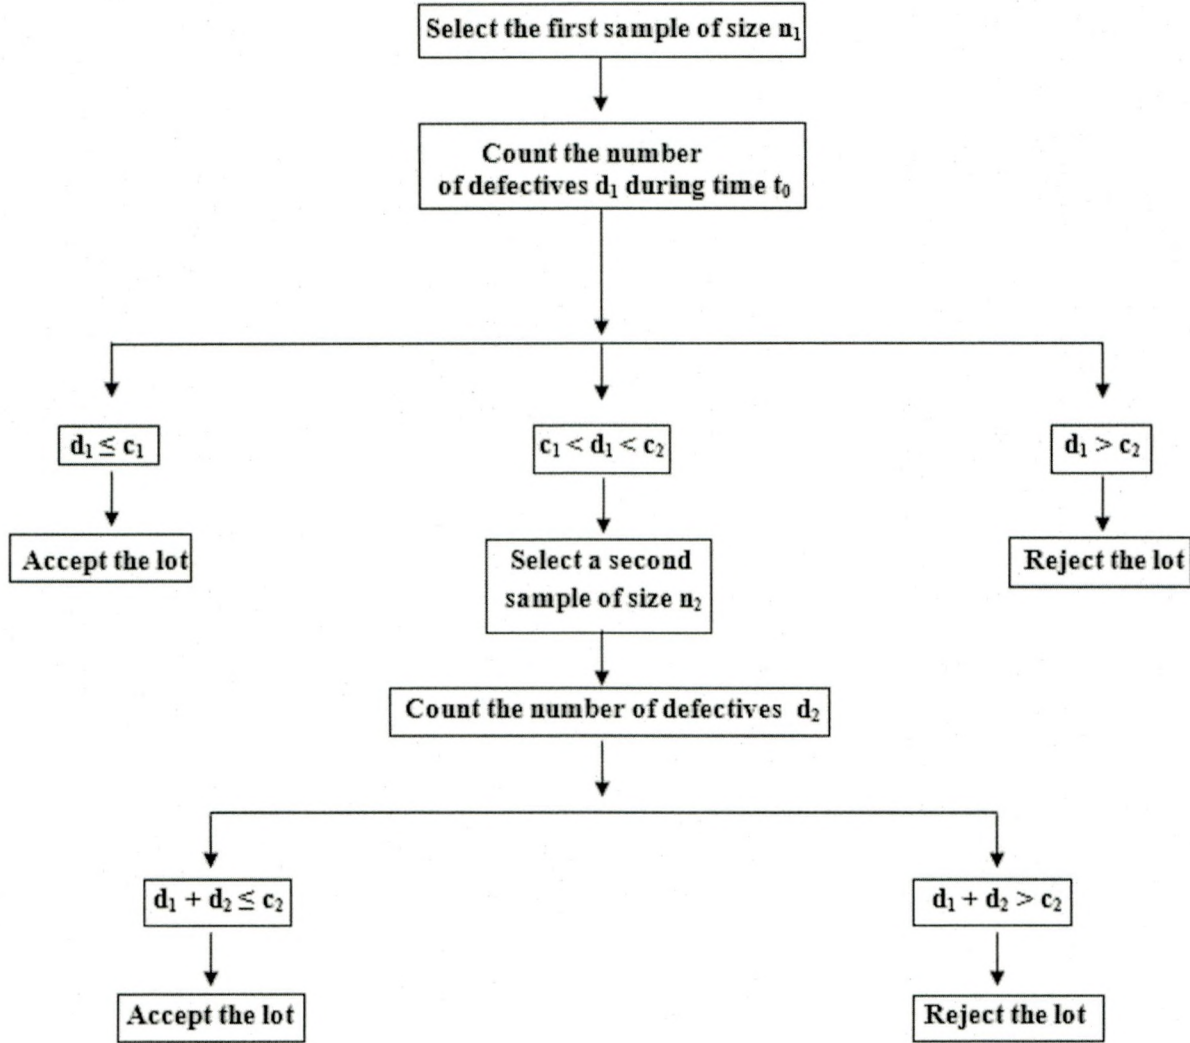 Select the first sample of size n₁
Count the number
of defectives d₁ during time t₀
d₁ ≤ c₁
c₁ < d₁ < c₂
d₁ > c₂
Accept the lot
Select a second
sample of size n₂
Reject the lot
Count the number of defectives d₂
d₁ + d₂ ≤ c₂
d₁ + d₂ > c₂
Accept the lot
Reject the lot